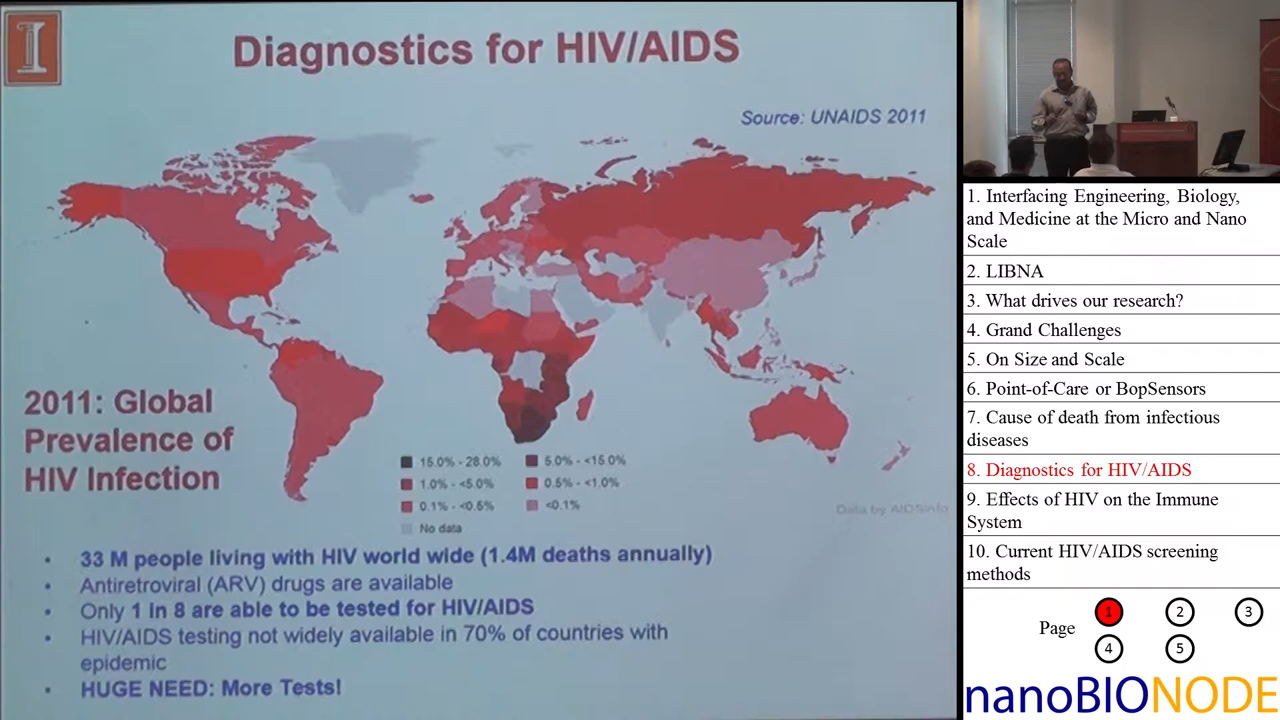 Diagnostics for HIV/AIDS
Source: UNAIDS 2011
2011: Global
Prevalence of
HIV Infection
15.0% - 28.0%
5.0% - <15.0%
1.0% - <5.0%
0.5% - <1.0%
0.1% - <0.5%
<0.1%
No data
Data by AIDSinfo
• 33 M people living with HIV world wide (1.4M deaths annually)
• Antiretroviral (ARV) drugs are available
• Only 1 in 8 are able to be tested for HIV/AIDS
• HIV/AIDS testing not widely available in 70% of countries with
epidemic
• HUGE NEED: More Tests!
1. Interfacing Engineering, Biology,
and Medicine at the Micro and Nano
Scale
2. LIBNA
3. What drives our research?
4. Grand Challenges
5. On Size and Scale
6. Point-of-Care or BopSensors
7. Cause of death from infectious
diseases
8. Diagnostics for HIV/AIDS
9. Effects of HIV on the Immune
System
10. Current HIV/AIDS screening
methods
Page
1 2 3
4 5
nanoBIONODE